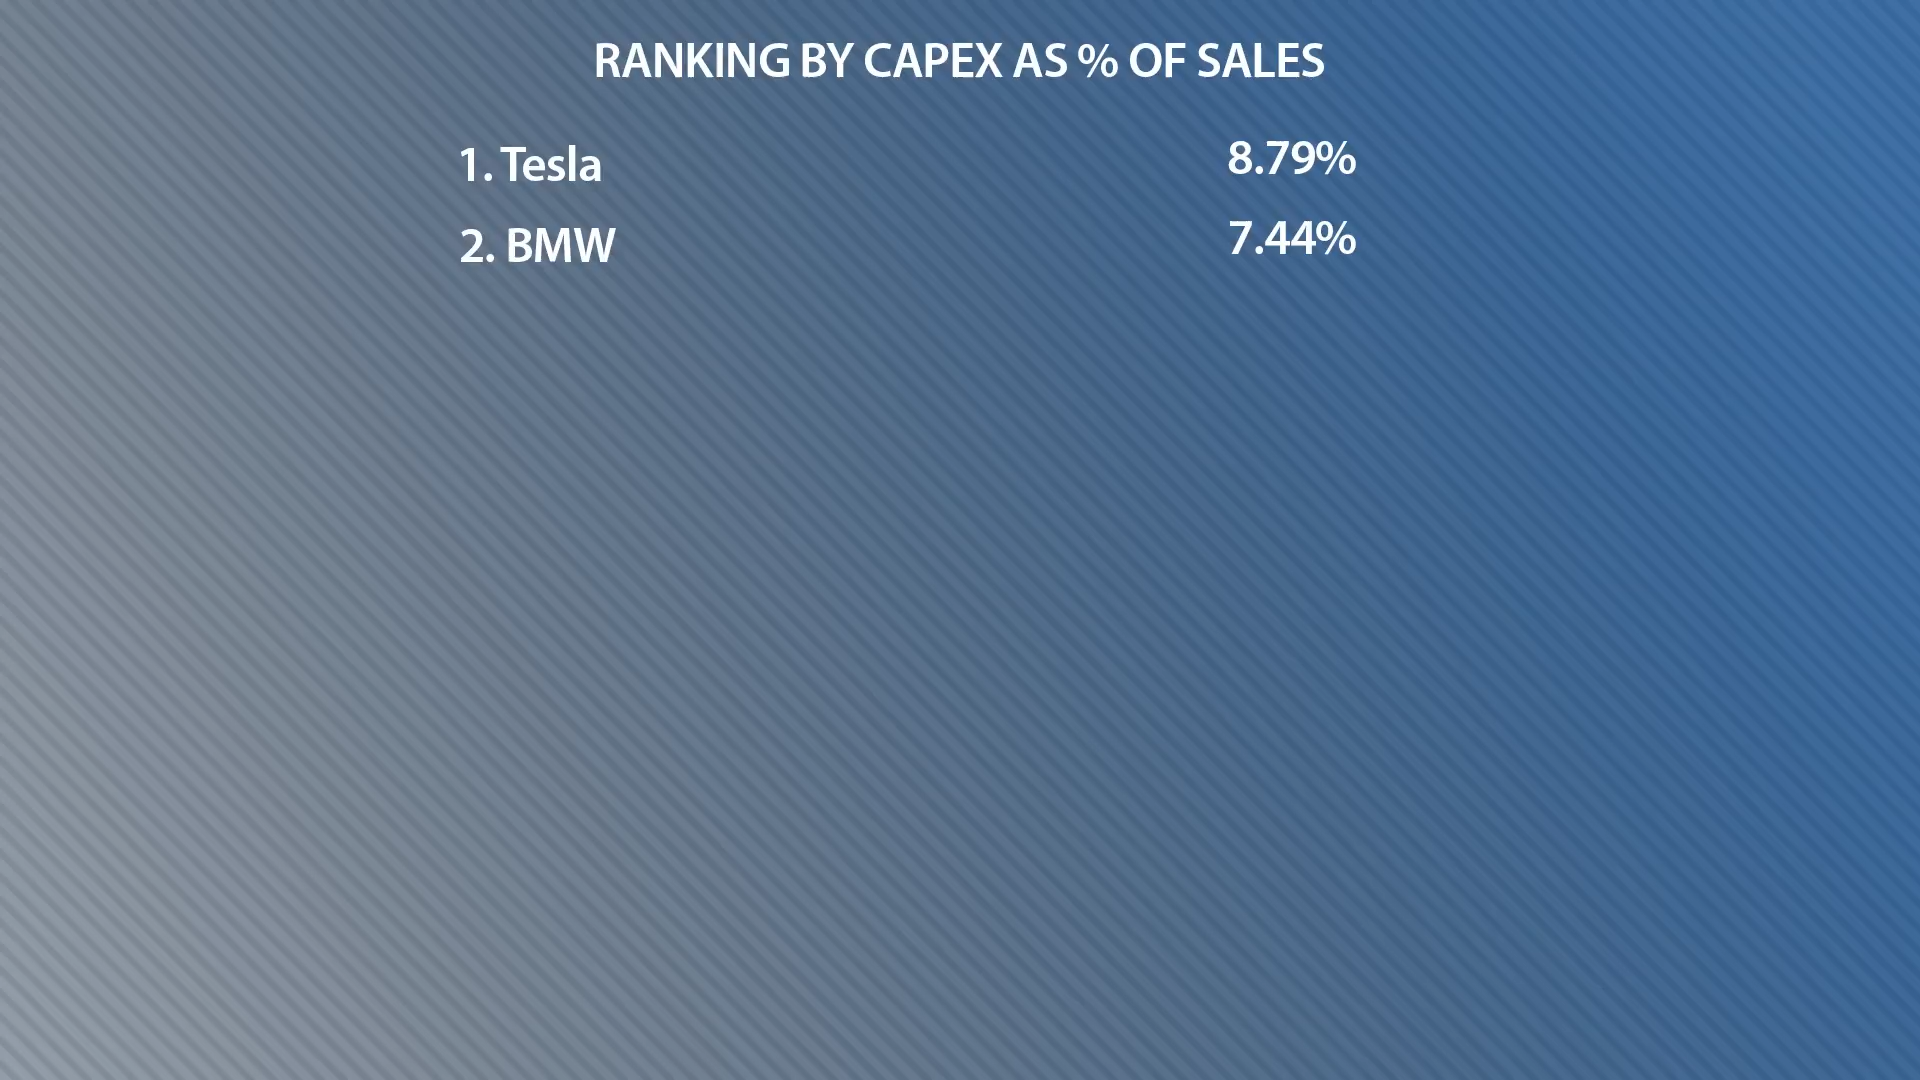 RANKING BY CAPEX AS % OF SALES
1. Tesla 8.79%
2. BMW 7.44%